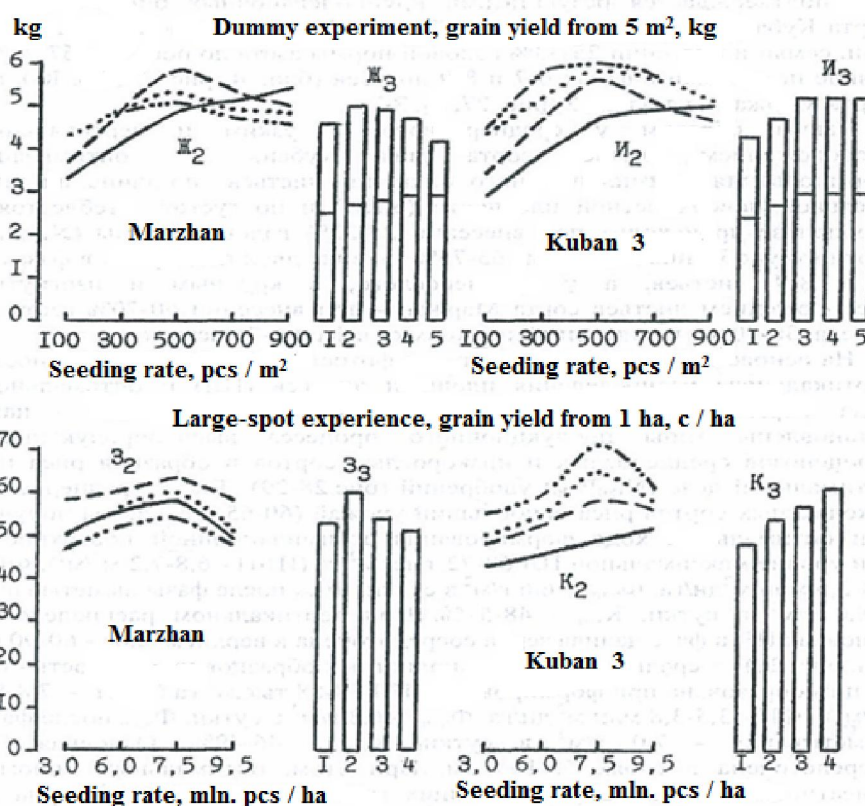 Dummy experiment, grain yield from 5 m², kg
kg
6
5
4
3
2
I
0
Ж₂
Ж₃
Marzhan
И₂
И₃
Kuban 3
I00 300 500 700 900 I 2 3 4 5 I00 300 500 700 900 I 2 3 4 5
Seeding rate, pcs / m² Seeding rate, pcs / m²
Large-spot experience, grain yield from 1 ha, c / ha
70
60
50
40
30
20
I0
0
З₂
З₃
Marzhan
К₂
К₃
Kuban 3
3,0 6,0 7,5 9,5 I 2 3 4 3,0 6,0 7,5 9,5 I 2 3 4
Seeding rate, mln. pcs / ha Seeding rate, mln. pcs / ha